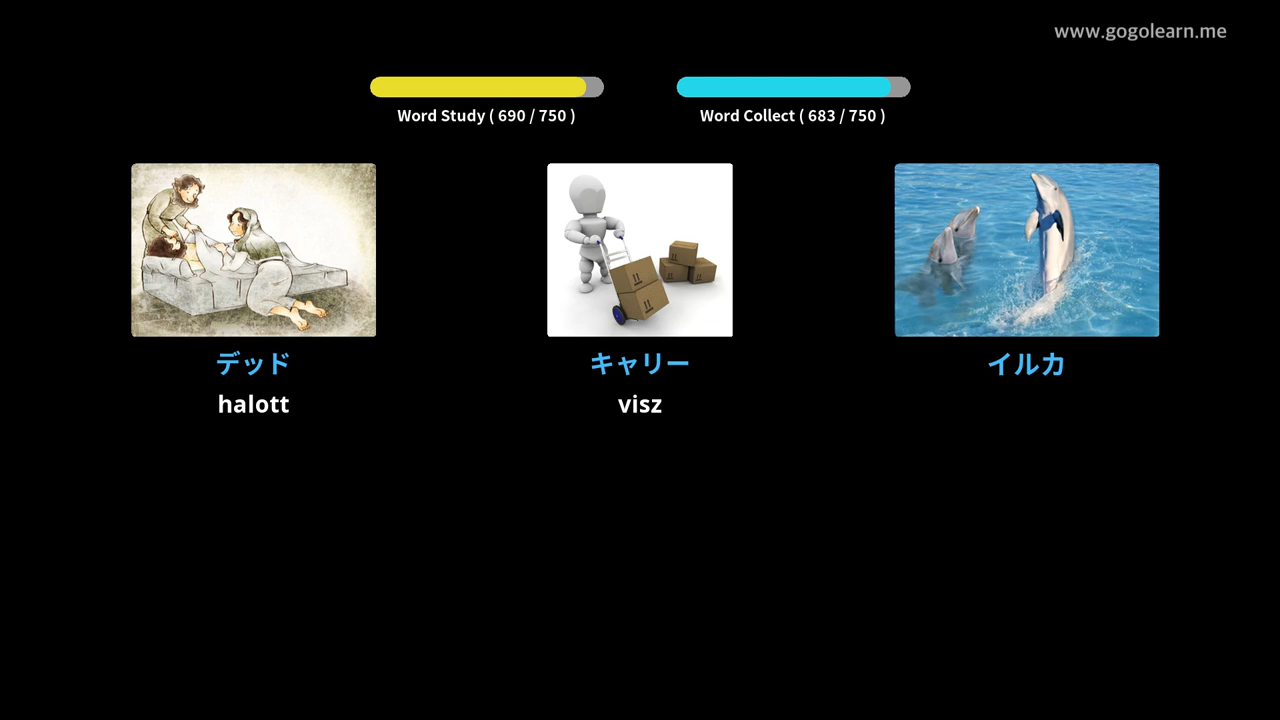 www.gogolearn.me
Word Study ( 690 / 750 )
Word Collect ( 683 / 750 )
デッド
キャリー
イルカ
halott
visz